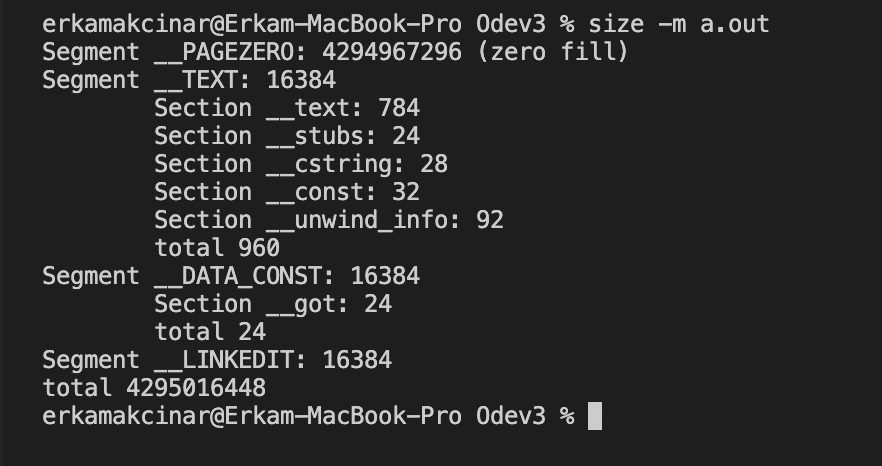 erkamakcinar@Erkam-MacBook-Pro Odev3 % size -m a.out
Segment __PAGEZERO: 4294967296 (zero fill)
Segment __TEXT: 16384
Section __text: 784
Section __stubs: 24
Section __cstring: 28
Section __const: 32
Section __unwind_info: 92
total 960
Segment __DATA_CONST: 16384
Section __got: 24
total 24
Segment __LINKEDIT: 16384
total 4295016448
erkamakcinar@Erkam-MacBook-Pro Odev3 %